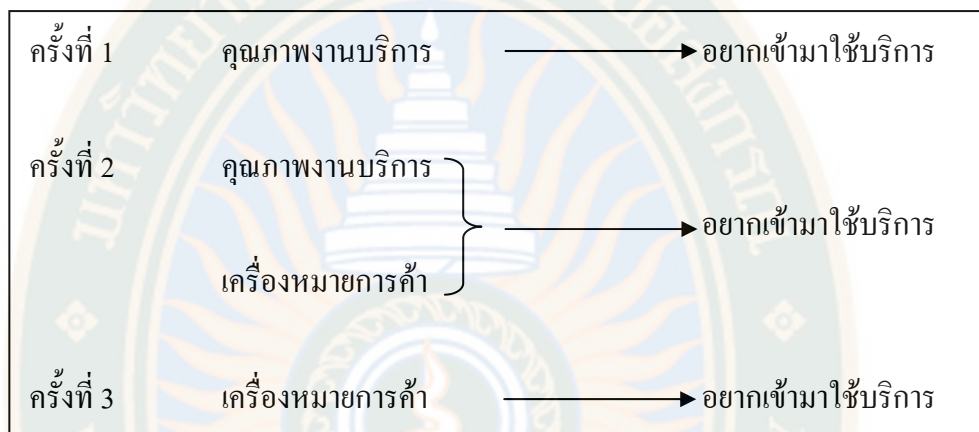 ครั้งที่ 1 คุณภาพงานบริการ อยากเข้ามาใช้บริการ
ครั้งที่ 2 คุณภาพงานบริการ
อยากเข้ามาใช้บริการ
เครื่องหมายการค้า
ครั้งที่ 3 เครื่องหมายการค้า อยากเข้ามาใช้บริการ